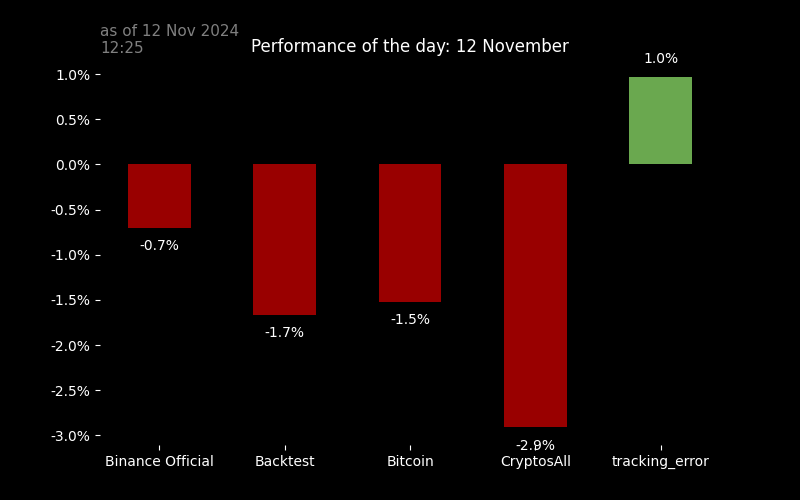 as of 12 Nov 2024
12:25
Performance of the day: 12 November
1.0%
1.0%
0.5%
0.0%
-0.5%
-0.7%
-1.0%
-1.5%
-1.5%
-1.7%
-2.0%
-2.5%
-3.0%
-2.9%
Binance Official
Backtest
Bitcoin
CryptosAll
tracking_error